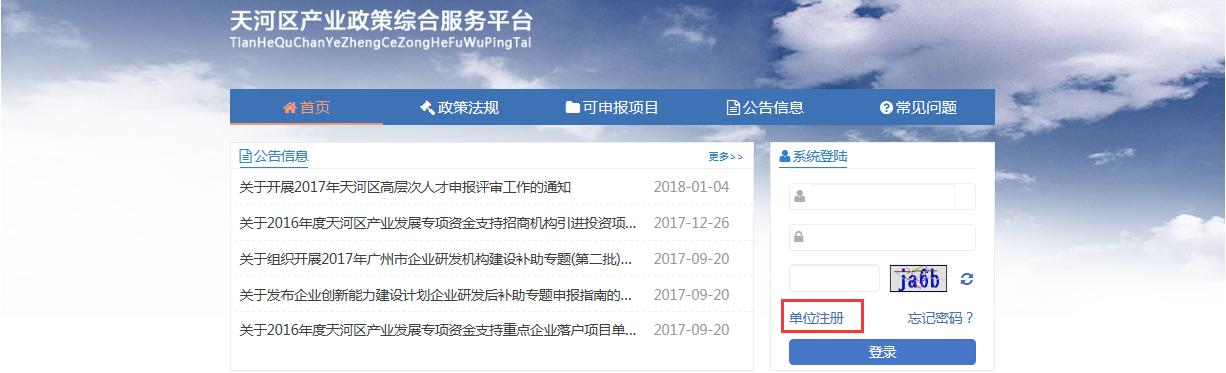 天河区产业政策综合服务平台
TianHeQuChanYeZhengCeZongHeFuWuPingTai
首页 政策法规 可申报项目 公告信息 常见问题
公告信息 更多>>
关于开展2017年天河区高层次人才申报评审工作的通知 2018-01-04
关于2016年度天河区产业发展专项资金支持招商机构引进投资项... 2017-12-26
关于组织开展2017年广州市企业研发机构建设补助专题(第二批)... 2017-09-20
关于发布企业创新能力建设计划企业研发后补助专题申报指南的... 2017-09-20
关于2016年度天河区产业发展专项资金支持重点企业落户项目单... 2017-09-20
系统登陆
ja6b
单位注册 忘记密码？
登录